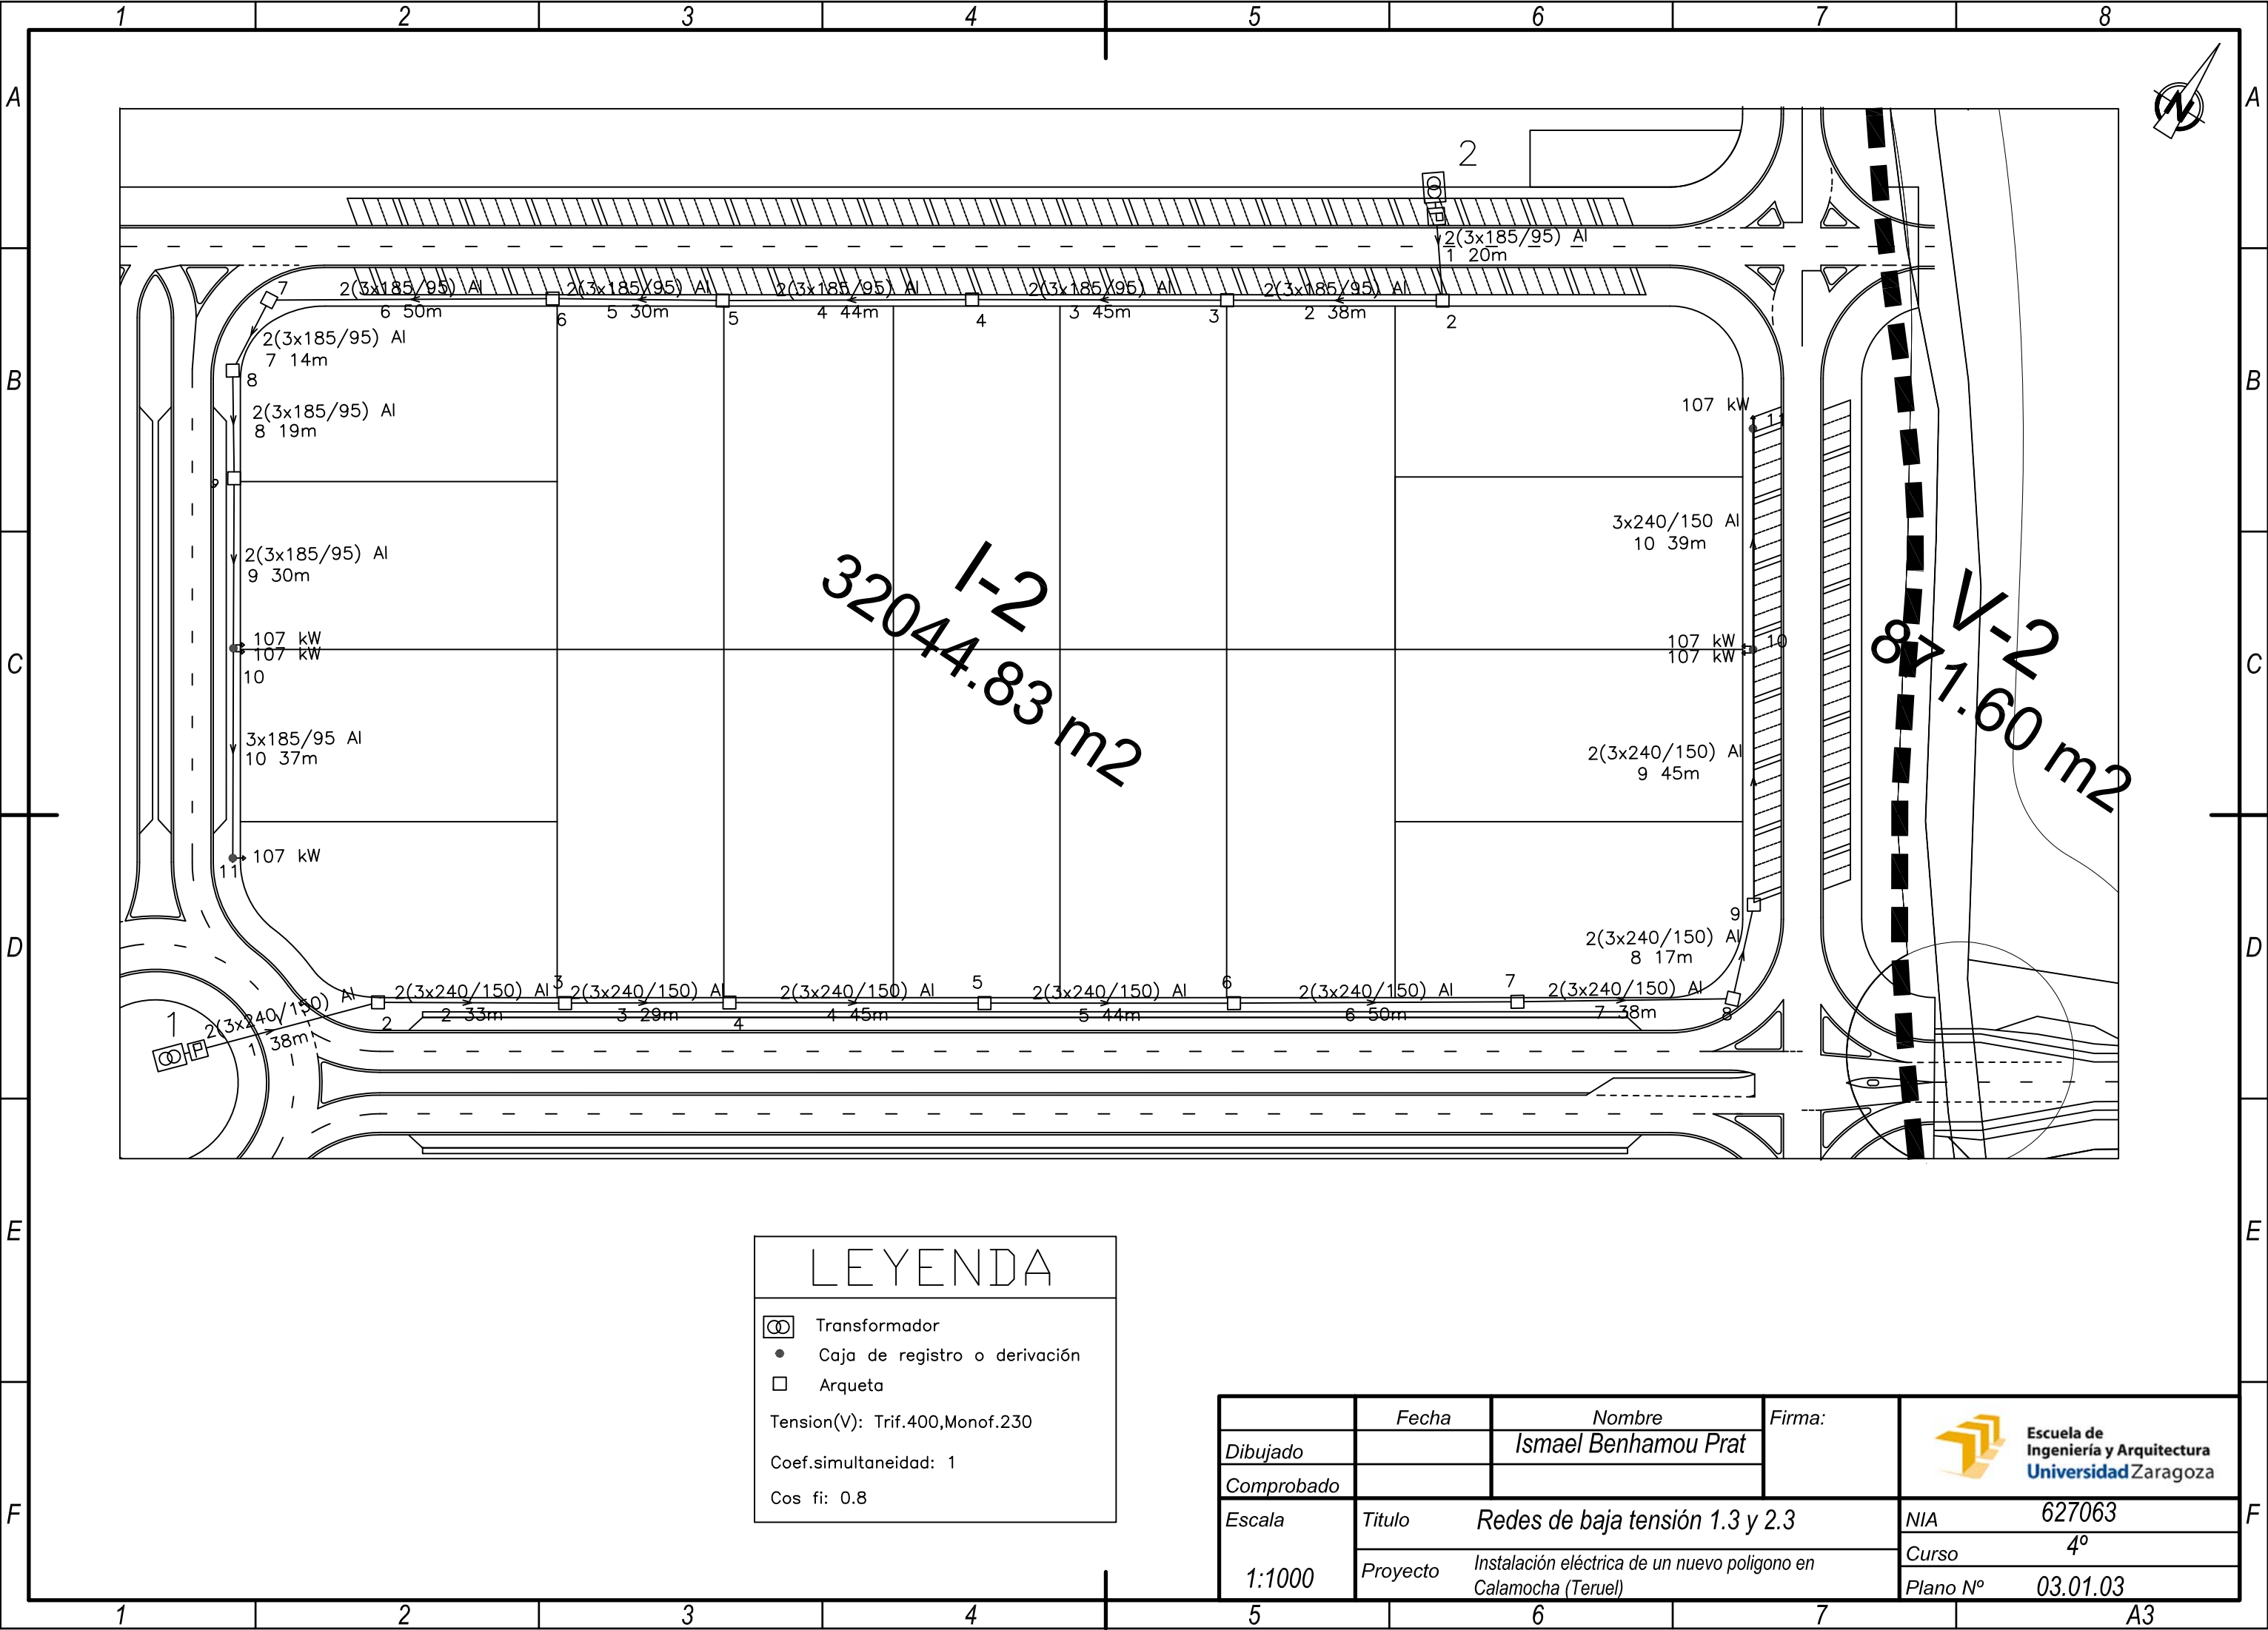 1 2 3 4 5 6 7 8
A A
N
2
2(3x185/95) Al
1 20m
7
2(3x185/95) Al
6 50m
6
2(3x185/95) Al
5 30m
5
2(3x185/95) Al
4 44m
4
2(3x185/95) Al
3 45m
3
2(3x185/95) Al
2 38m
2
2(3x185/95) Al
7 14m
8
B B
2(3x185/95) Al
8 19m
9
107 kW
11
2(3x185/95) Al
9 30m
3x240/150 Al
10 39m
I-2
32044.83 m2
V-2
871.60 m2
C C
107 kW
107 kW
10
107 kW
107 kW
10
3x185/95 Al
10 37m
2(3x240/150) Al
9 45m
107 kW
11
9
D D
2(3x240/150) Al
8 17m
1
2(3x240/150) Al
1 38m
2
2(3x240/150) Al
2 33m
3
2(3x240/150) Al
3 29m
4
2(3x240/150) Al
4 45m
5
2(3x240/150) Al
5 44m
6
2(3x240/150) Al
6 50m
7
2(3x240/150) Al
7 38m
8
E E
LEYENDA
Transformador
Caja de registro o derivación
Arqueta
Tension(V): Trif.400,Monof.230
Coef.simultaneidad: 1
Cos fi: 0.8
F F
Fecha Nombre Firma:
Dibujado Ismael Benhamou Prat
Comprobado
Escuela de
Ingeniería y Arquitectura
Universidad Zaragoza
Escala
1:1000
Titulo Redes de baja tensión 1.3 y 2.3
Proyecto Instalación eléctrica de un nuevo poligono en
Calamocha (Teruel)
NIA 627063
Curso 4º
Plano Nº 03.01.03
1 2 3 4 5 6 7 A3